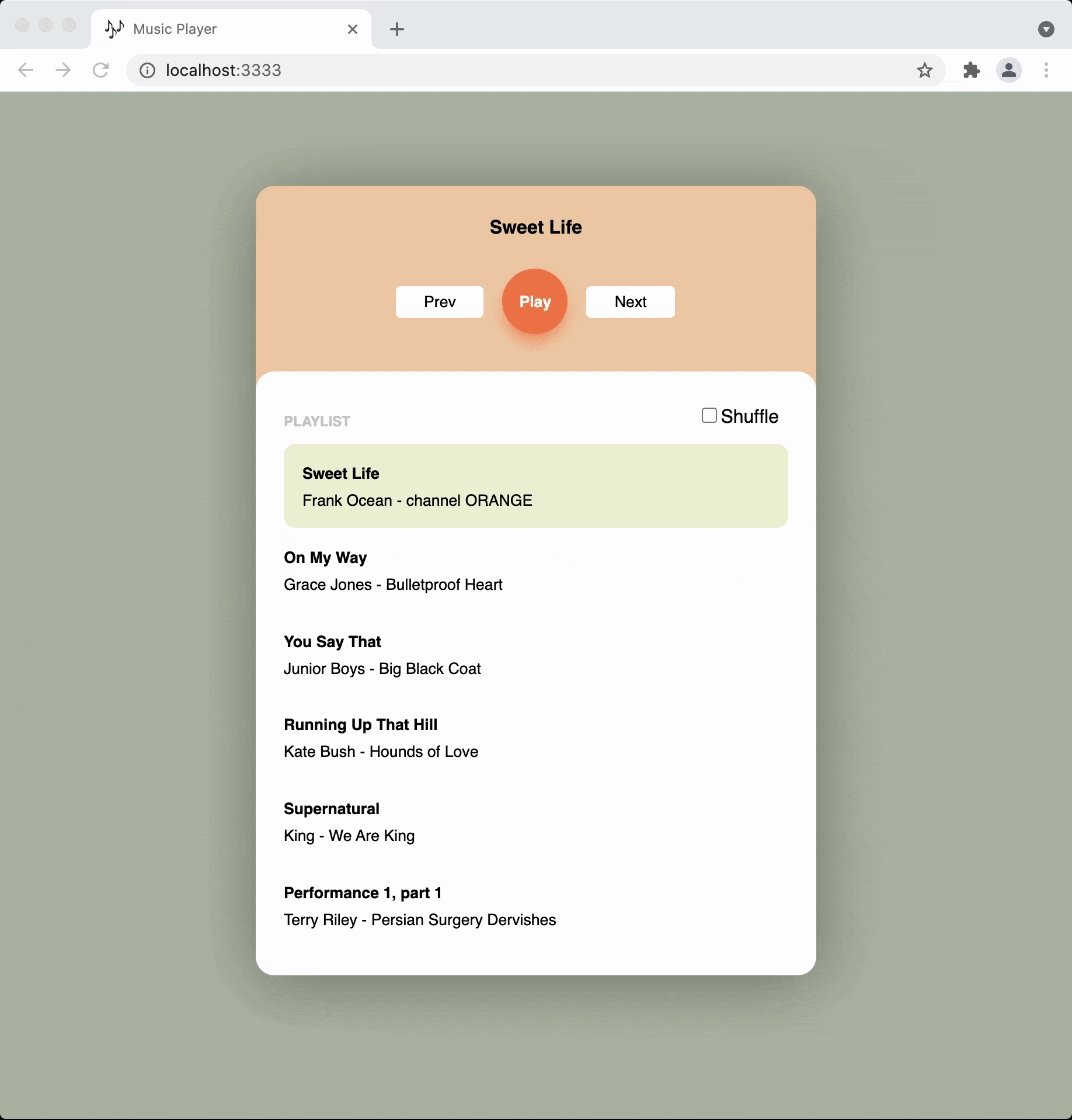 Music Player
localhost:3333
Sweet Life
Prev Play Next
PLAYLIST Shuffle
Sweet Life
Frank Ocean - channel ORANGE
On My Way
Grace Jones - Bulletproof Heart
You Say That
Junior Boys - Big Black Coat
Running Up That Hill
Kate Bush - Hounds of Love
Supernatural
King - We Are King
Performance 1, part 1
Terry Riley - Persian Surgery Dervishes